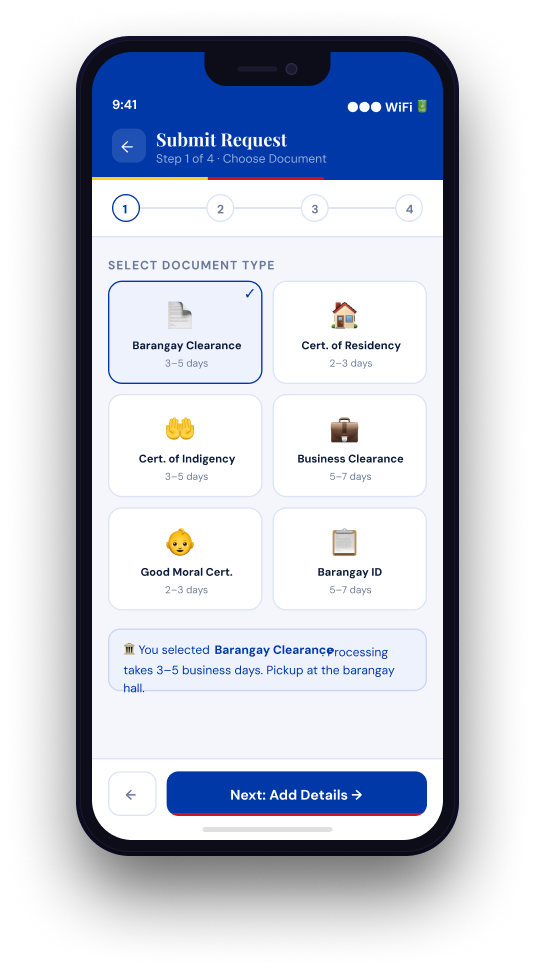 9:41
●●● WiFi 🔋
←
Submit Request
Step 1 of 4 · Choose Document
1 2 3 4
SELECT DOCUMENT TYPE
✓
Barangay Clearance
3–5 days
Cert. of Residency
2–3 days
Cert. of Indigency
3–5 days
Business Clearance
5–7 days
Good Moral Cert.
2–3 days
Barangay ID
5–7 days
🏛 You selected Barangay Clearance. Processing
takes 3–5 business days. Pickup at the barangay
hall.
←
Next: Add Details →